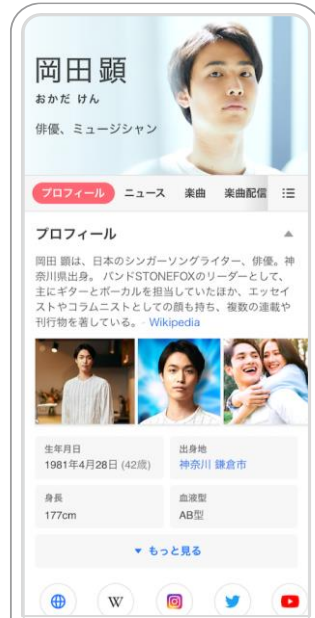 岡田 顕
おかだ けん
俳優、ミュージシャン
プロフィール ニュース 楽曲 楽曲配信
プロフィール
岡田 顕は、日本のシンガーソングライター、俳優。神
奈川県出身。 バンドSTONEFOXのリーダーとして、
主にギターとボーカルを担当していたほか、エッセイ
ストやコラムニストとしての顔も持ち、複数の連載や
刊行物を著している。- Wikipedia
生年月日
1981年4月28日 (42歳)
出身地
神奈川 鎌倉市
身長
177cm
血液型
AB型
もっと見る
W